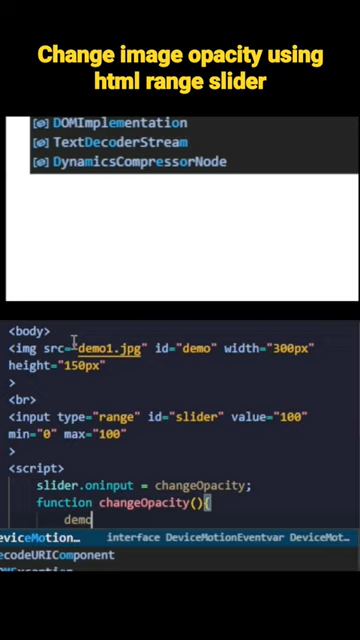 Change image opacity using
html range slider
DOMImplementation
TextDecoderStream
DynamicsCompressorNode
<body>
<img src="demo1.jpg" id="demo" width="300px"
height="150px"
>
<br>
<input type="range" id="slider" value="100"
min="0" max="100"
>
<script>
slider.oninput = changeOpacity;
function changeOpacity(){
demo
eviceMotion... interface DeviceMotionEventvar DeviceMot...
ecodeURIComponent